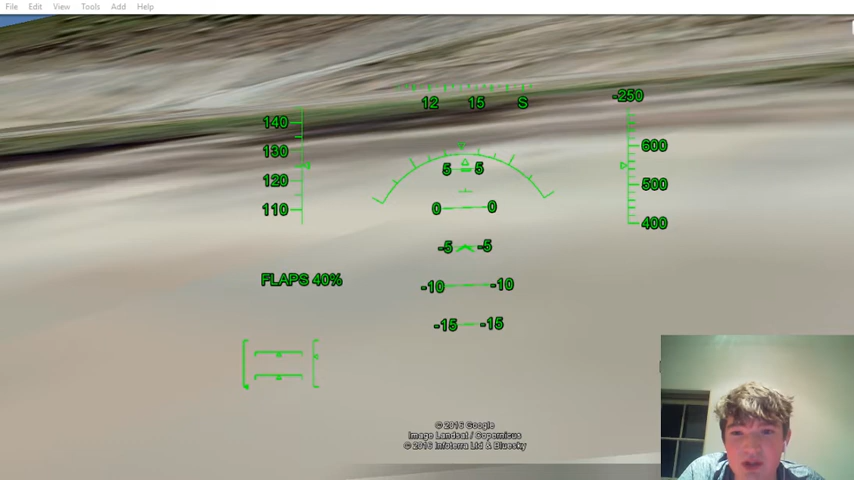 File Edit View Tools Add Help
12 15 S
-250
140
130
120
110
600
500
400
5 5
0 0
-5 -5
-10 -10
-15 -15
FLAPS 40%
© 2016 Google
Image Landsat / Copernicus
© 2016 Infoterra Ltd & Bluesky